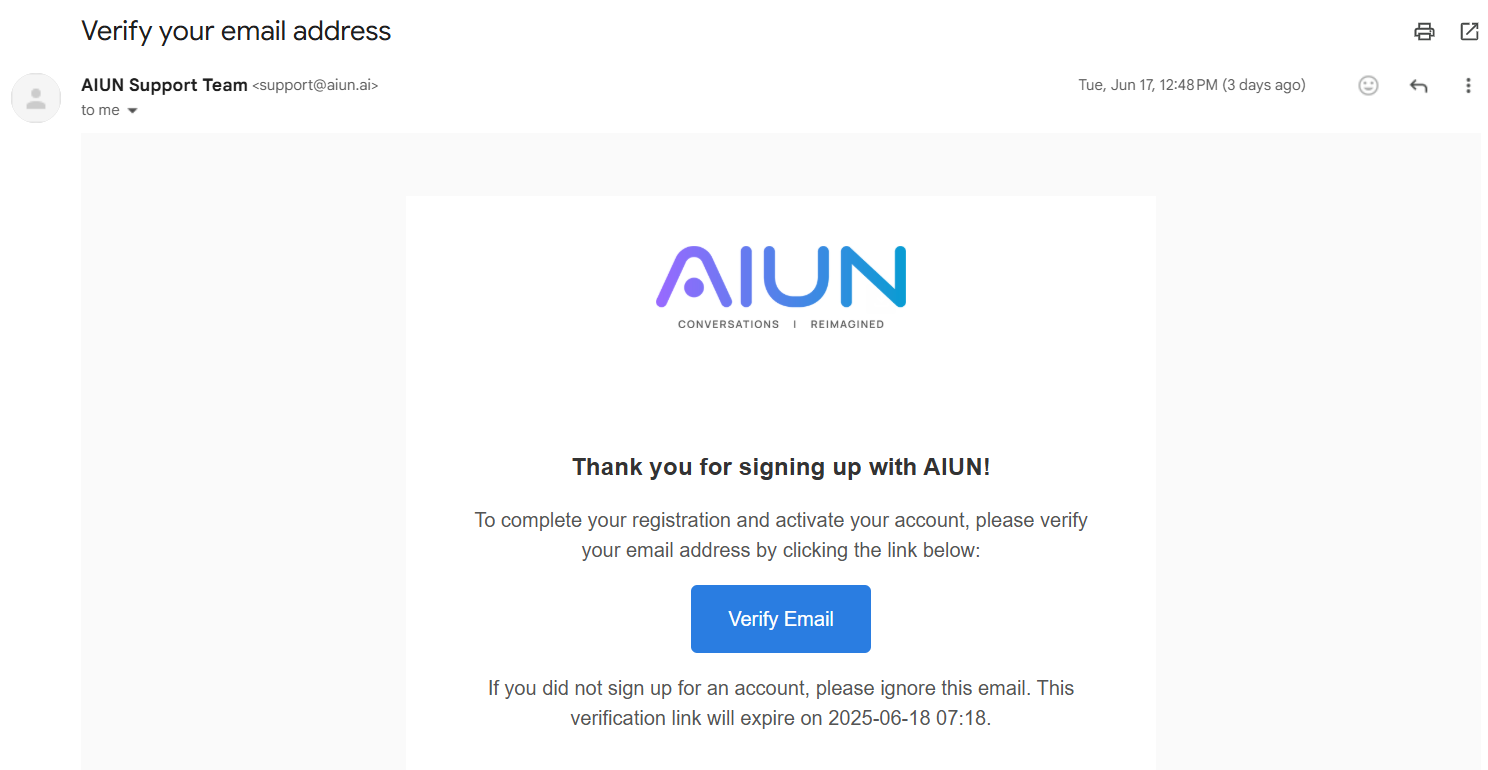 Verify your email address
AIUN Support Team <support@aiun.ai>
Tue, Jun 17, 12:48 PM (3 days ago)
to me
AIUN
CONVERSATIONS | REIMAGINED
Thank you for signing up with AIUN!
To complete your registration and activate your account, please verify
your email address by clicking the link below:
Verify Email
If you did not sign up for an account, please ignore this email. This
verification link will expire on 2025-06-18 07:18.